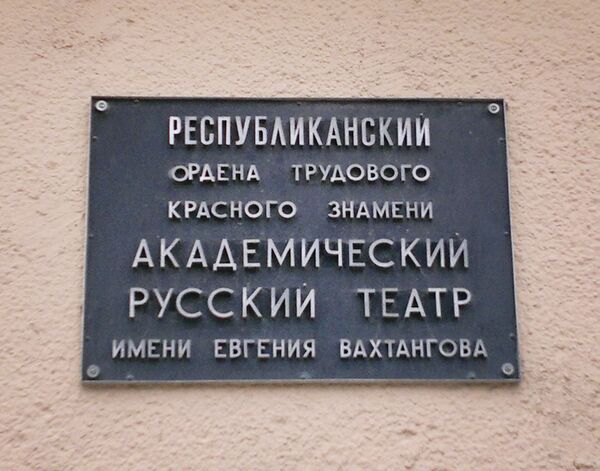 РЕСПУБЛИКАНСКИЙ
ОРДЕНА ТРУДОВОГО
КРАСНОГО ЗНАМЕНИ
АКАДЕМИЧЕСКИЙ
РУССКИЙ ТЕАТР
ИМЕНИ ЕВГЕНИЯ ВАХТАНГОВА